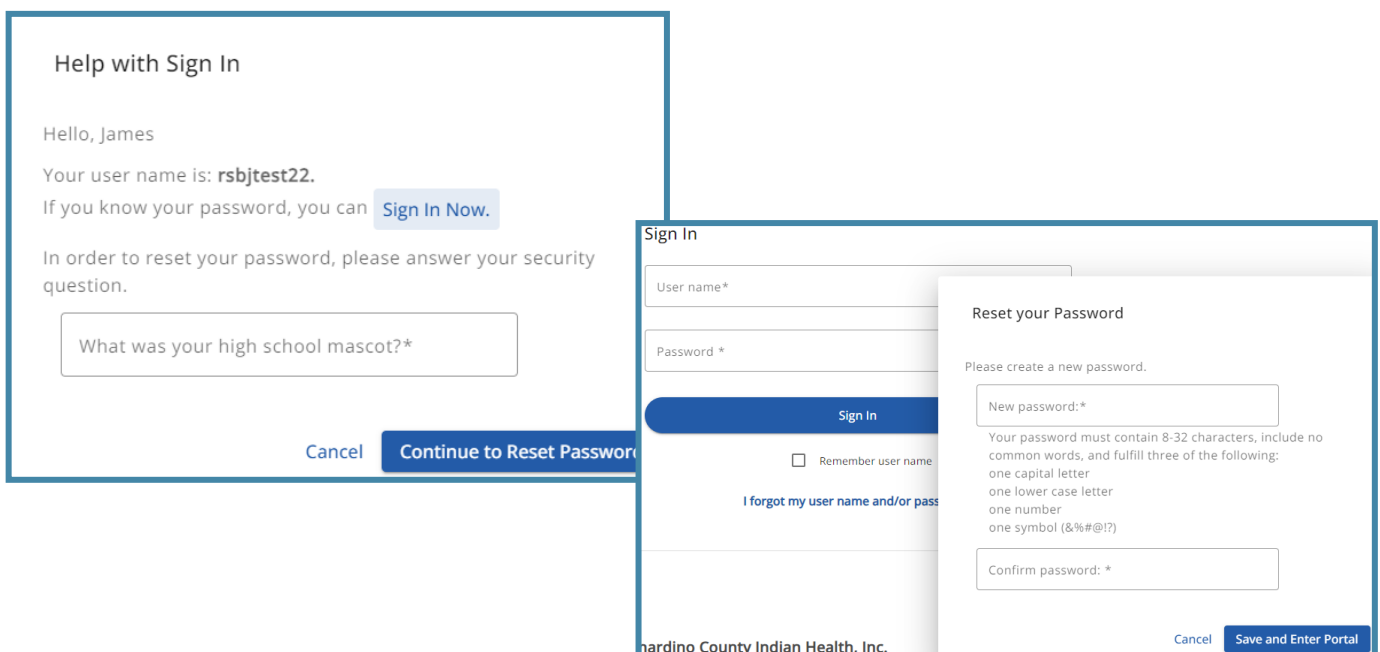 Help with Sign In
Hello, James
Your user name is: rsbjtest22.
If you know your password, you can Sign In Now.
In order to reset your password, please answer your security
question.
What was your high school mascot?*
Cancel Continue to Reset Password
Sign In
User name*
Password *
Sign In
Remember user name
I forgot my user name and/or pass
nardino County Indian Health, Inc.
Reset your Password
Please create a new password.
New password:*
Your password must contain 8-32 characters, include no
common words, and fulfill three of the following:
one capital letter
one lower case letter
one number
one symbol (&%#@!?)
Confirm password: *
Cancel Save and Enter Portal